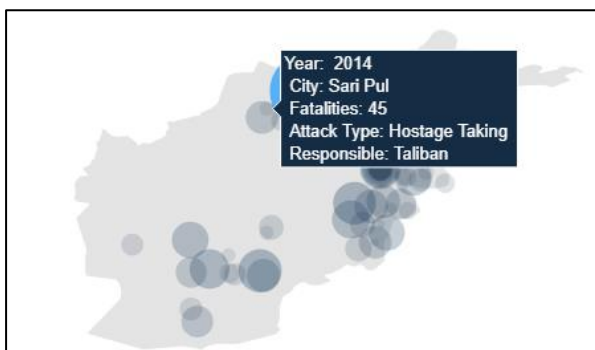 Year: 2014
City: Sari Pul
Fatalities: 45
Attack Type: Hostage Taking
Responsible: Taliban